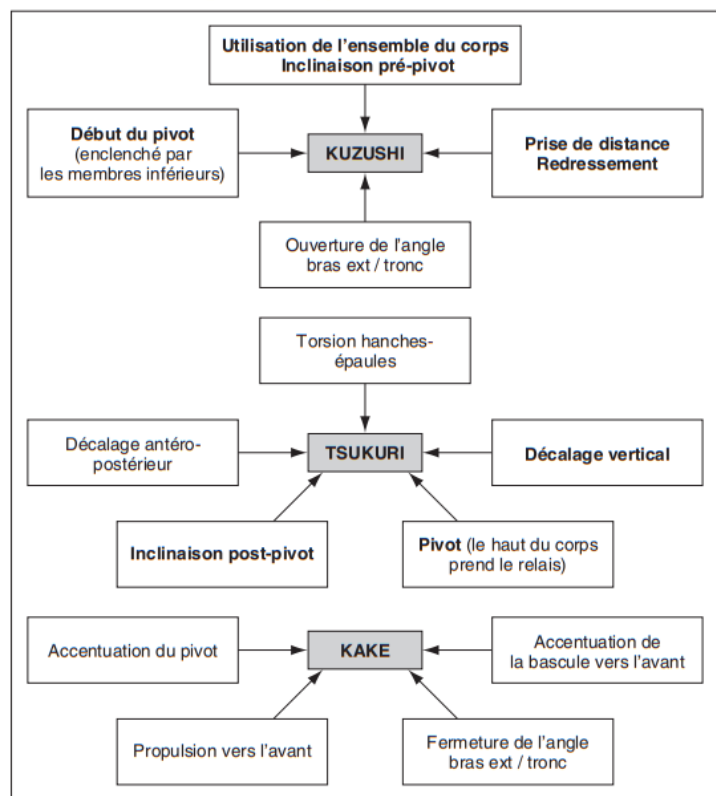 Utilisation de l'ensemble du corps
Inclinaison pré-pivot
Début du pivot
(enclenché par
les membres inférieurs)
KUZUSHI
Prise de distance
Redressement
Ouverture de l'angle
bras ext / tronc
Torsion hanches-
épaules
Décalage antéro-
postérieur
TSUKURI
Décalage vertical
Inclinaison post-pivot
Pivot (le haut du corps
prend le relais)
Accentuation du pivot
KAKE
Accentuation de
la bascule vers l'avant
Propulsion vers l'avant
Fermeture de l'angle
bras ext / tronc